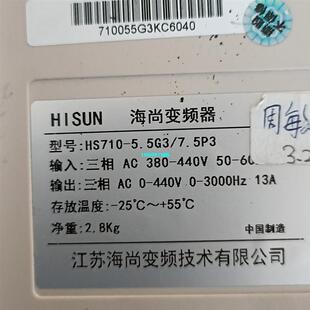 710055G3KC6040
HISUN 海尚变频器
型号: HS710-5.5G3/7.5P3
输入: 三相 AC 380-440V 50-60
输出: 三相 AC 0-440V 0-3000Hz 13A
存放温度: -25℃~+55℃
净重: 2.8Kg 中国制造
江苏海尚变频技术有限公司